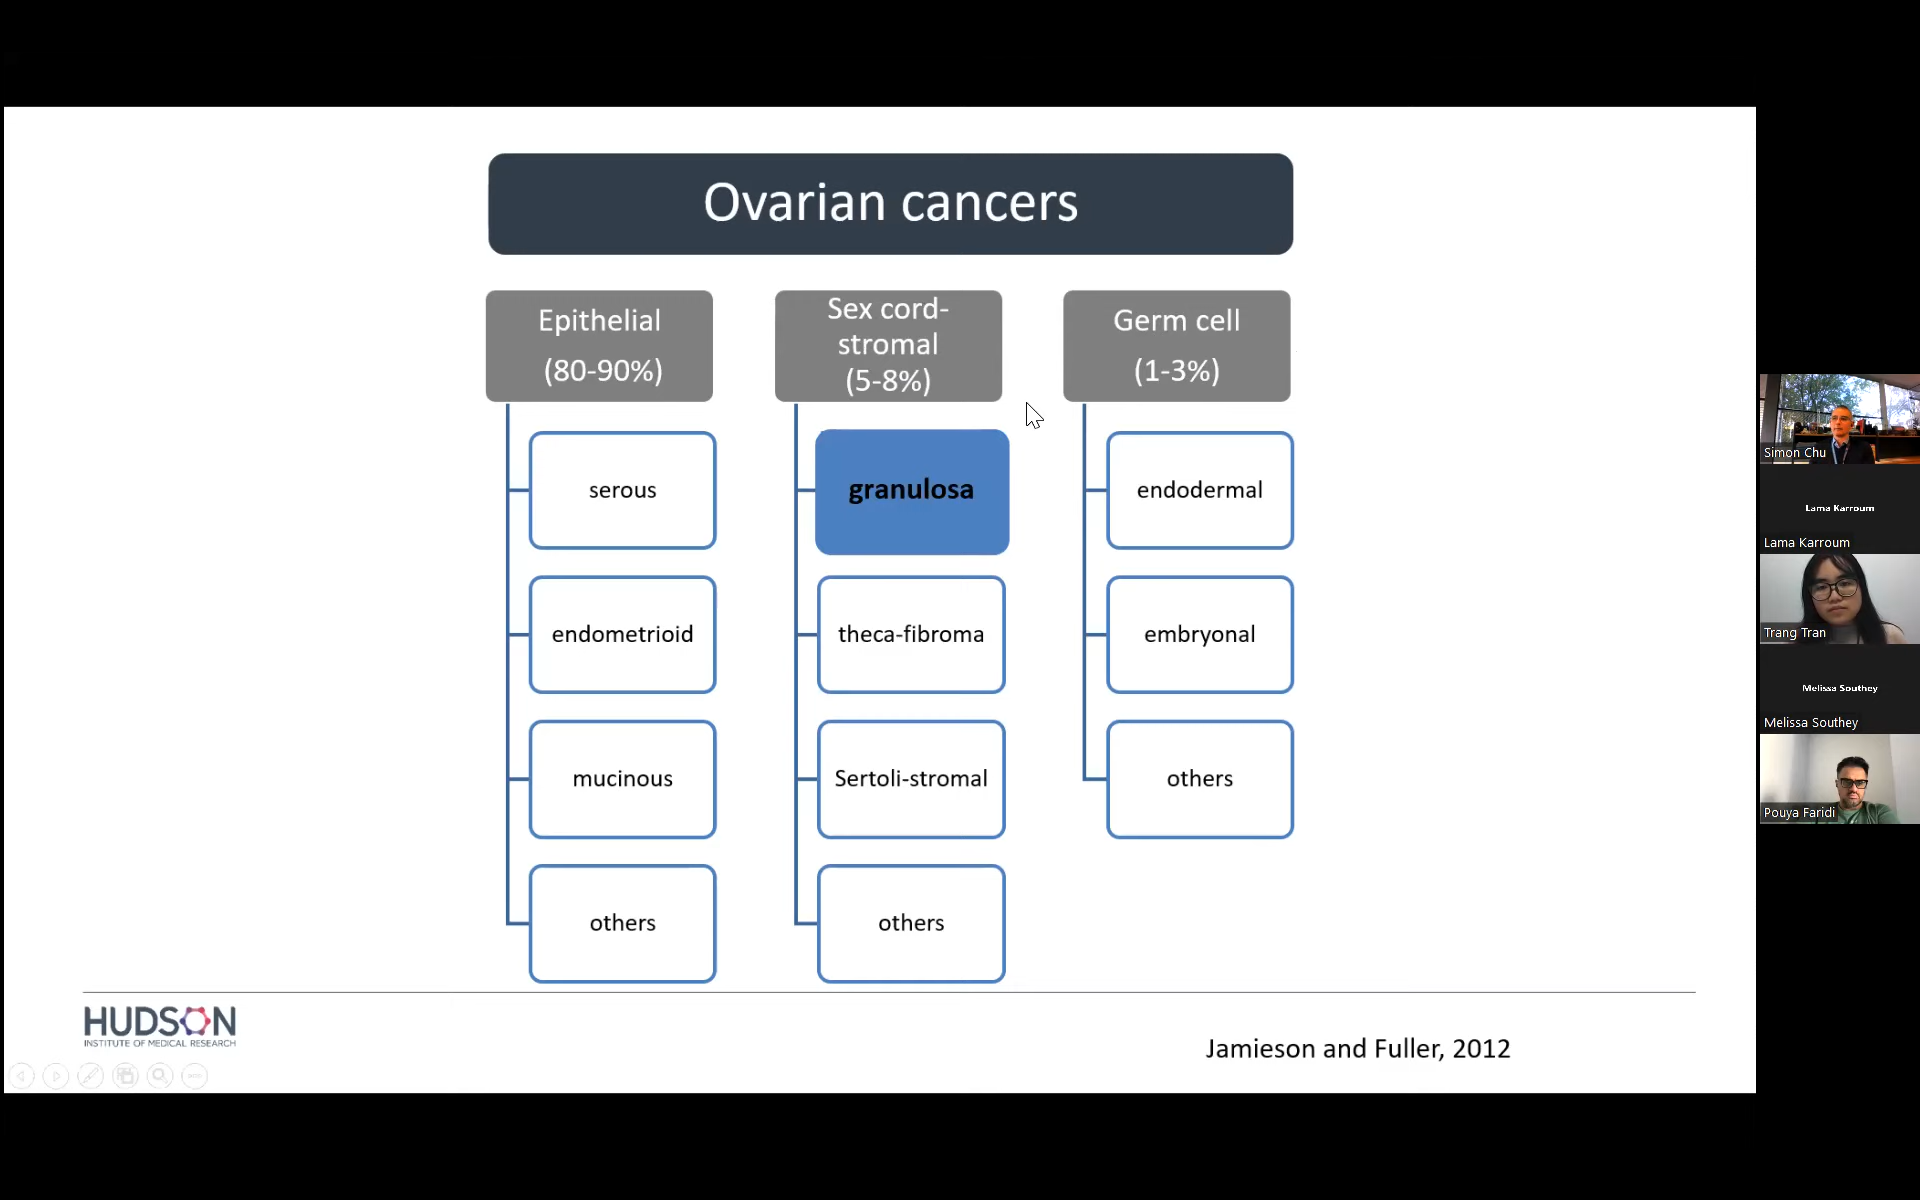 Ovarian cancers
Epithelial
(80-90%)
serous
endometrioid
mucinous
others
Sex cord-
stromal
(5-8%)
granulosa
theca-fibroma
Sertoli-stromal
others
Germ cell
(1-3%)
endodermal
embryonal
others
HUDSON
INSTITUTE OF MEDICAL RESEARCH
Jamieson and Fuller, 2012
Simon Chu
Lama Karroum
Lama Karroum
Trang Tran
Melissa Southey
Melissa Southey
Pouya Faridi